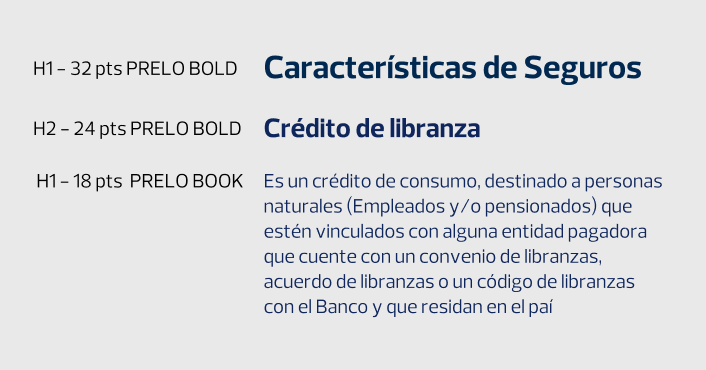 H1 – 32 pts PRELO BOLD
Características de Seguros
H2 – 24 pts PRELO BOLD
Crédito de libranza
H1 – 18 pts PRELO BOOK
Es un crédito de consumo, destinado a personas
naturales (Empleados y/o pensionados) que
estén vinculados con alguna entidad pagadora
que cuente con un convenio de libranzas,
acuerdo de libranzas o un código de libranzas
con el Banco y que residan en el paí